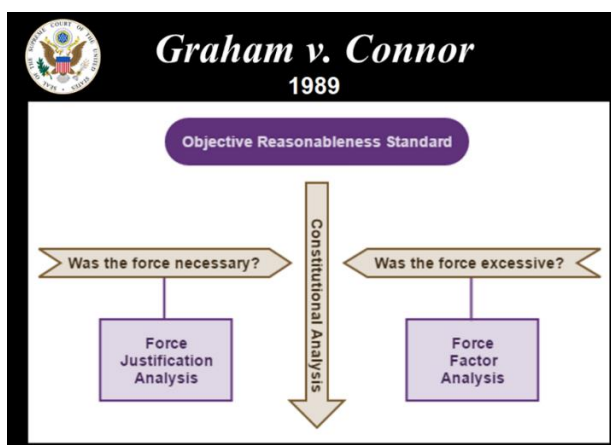 Graham v. Connor
1989
Objective Reasonableness Standard
Was the force necessary?
Constitutional Analysis
Was the force excessive?
Force
Justification
Analysis
Force
Factor
Analysis